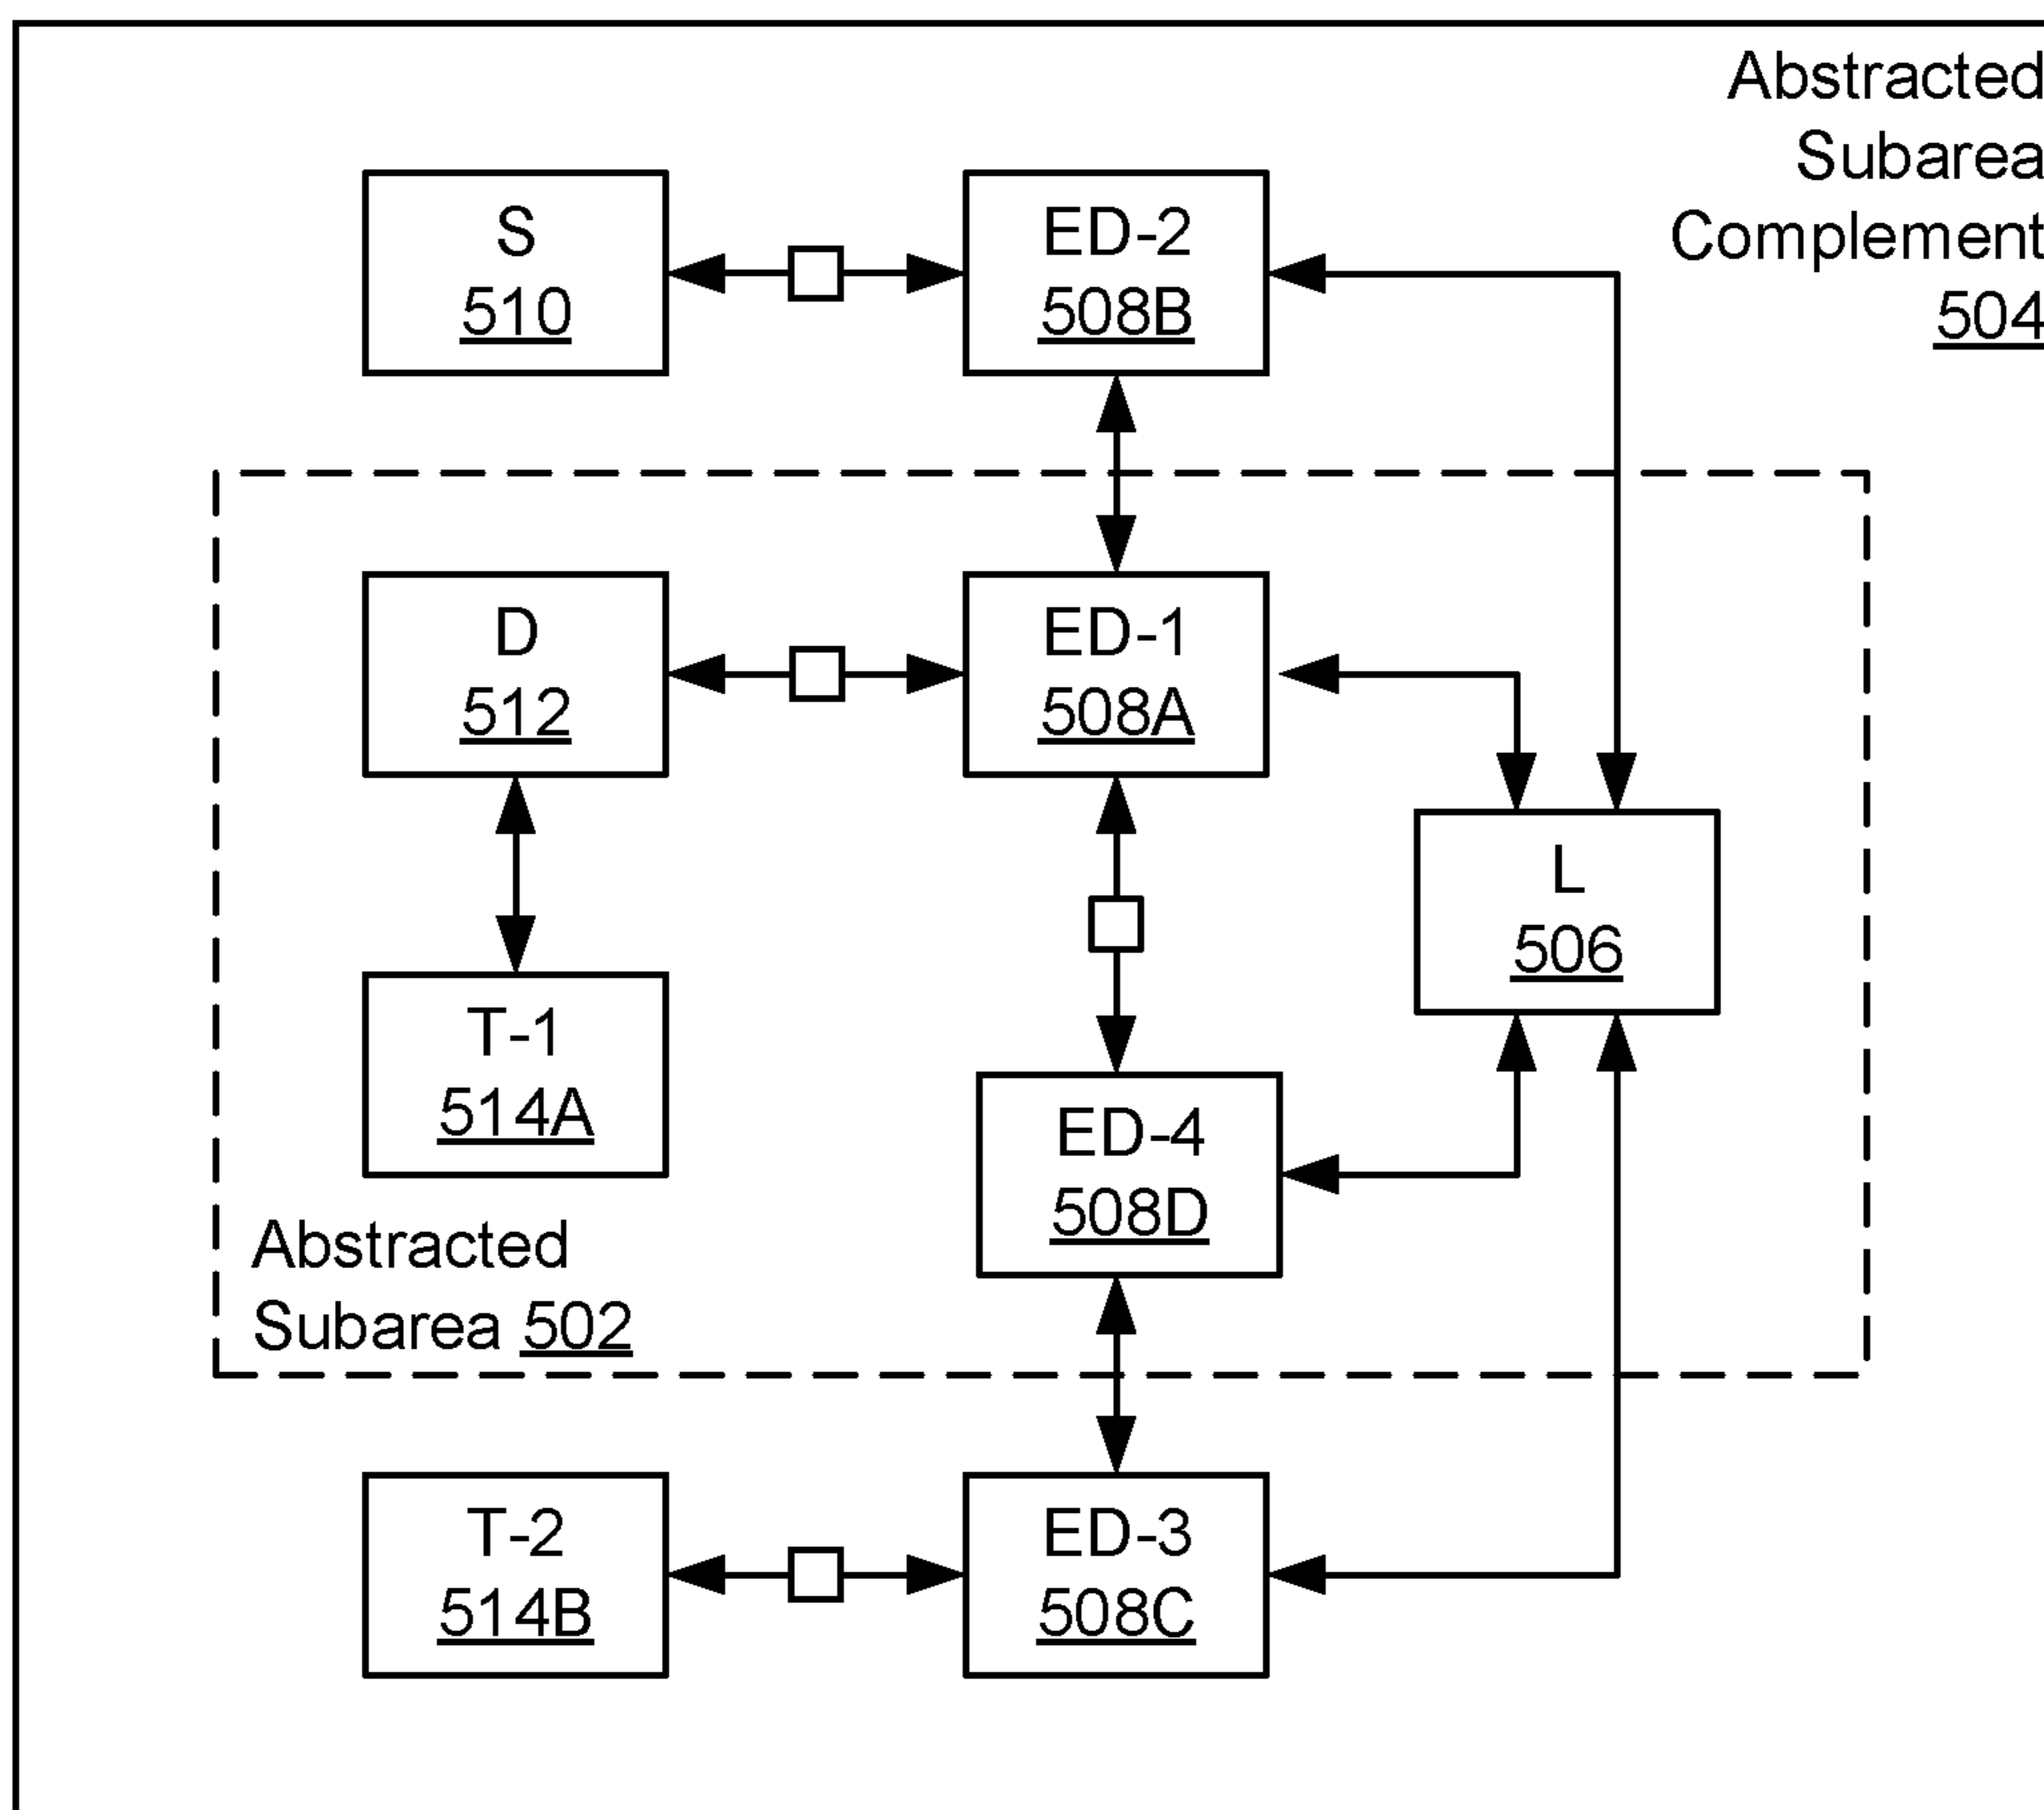 Abstracted
Subarea
Complement
504
S
510
ED-2
508B
D
512
ED-1
508A
L
506
T-1
514A
ED-4
508D
Abstracted
Subarea 502
T-2
514B
ED-3
508C